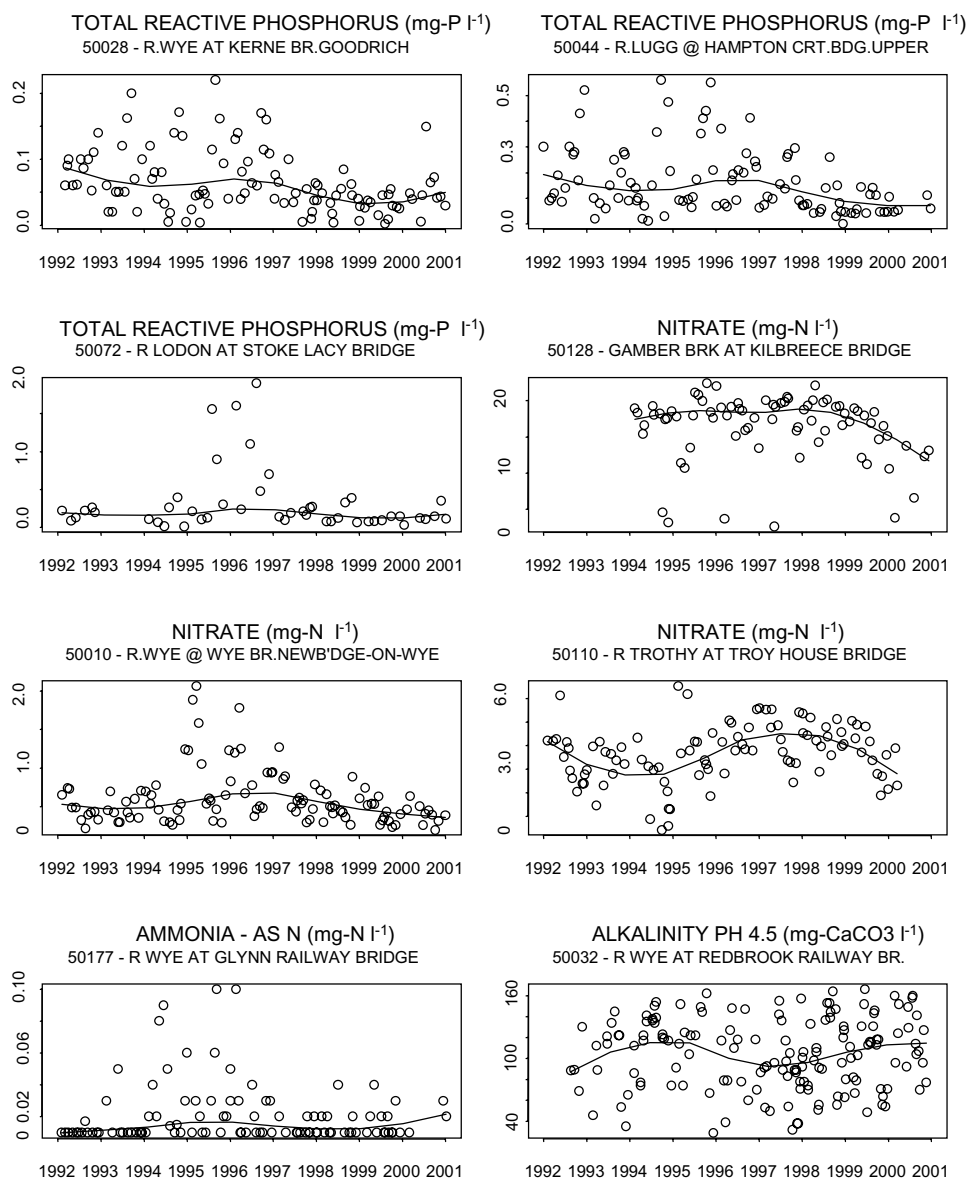 TOTAL REACTIVE PHOSPHORUS (mg-P l-1)
50028 - R.WYE AT KERNE BR.GOODRICH
0.2
0.1
0.0
1992 1993 1994 1995 1996 1997 1998 1999 2000 2001
TOTAL REACTIVE PHOSPHORUS (mg-P l-1)
50044 - R.LUGG @ HAMPTON CRT.BDG.UPPER
0.5
0.3
0.0
1992 1993 1994 1995 1996 1997 1998 1999 2000 2001
TOTAL REACTIVE PHOSPHORUS (mg-P l-1)
50072 - R LODON AT STOKE LACY BRIDGE
2.0
1.0
0.0
1992 1993 1994 1995 1996 1997 1998 1999 2000 2001
NITRATE (mg-N l-1)
50128 - GAMBER BRK AT KILBREECE BRIDGE
20
10
0
1992 1993 1994 1995 1996 1997 1998 1999 2000 2001
NITRATE (mg-N l-1)
50010 - R.WYE @ WYE BR.NEWB'DGE-ON-WYE
2.0
1.0
0
1992 1993 1994 1995 1996 1997 1998 1999 2000 2001
NITRATE (mg-N l-1)
50110 - R TROTHY AT TROY HOUSE BRIDGE
6.0
3.0
0
1992 1993 1994 1995 1996 1997 1998 1999 2000 2001
AMMONIA - AS N (mg-N l-1)
50177 - R WYE AT GLYNN RAILWAY BRIDGE
0.10
0.06
0.02
0
1992 1993 1994 1995 1996 1997 1998 1999 2000 2001
ALKALINITY PH 4.5 (mg-CaCO3 l-1)
50032 - R WYE AT REDBROOK RAILWAY BR.
160
100
40
1992 1993 1994 1995 1996 1997 1998 1999 2000 2001